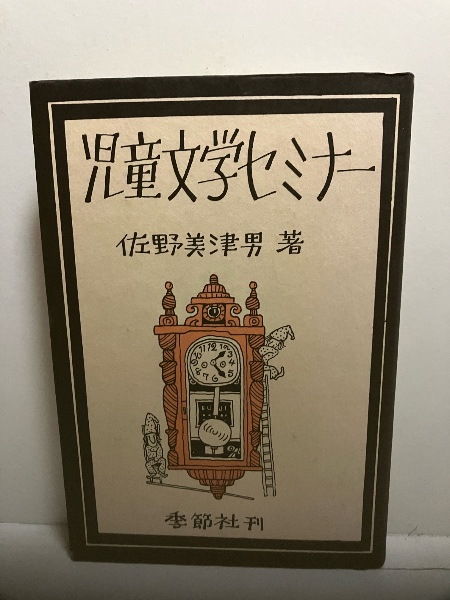 児童文学セミナー
佐野美津男 著
季節社刊